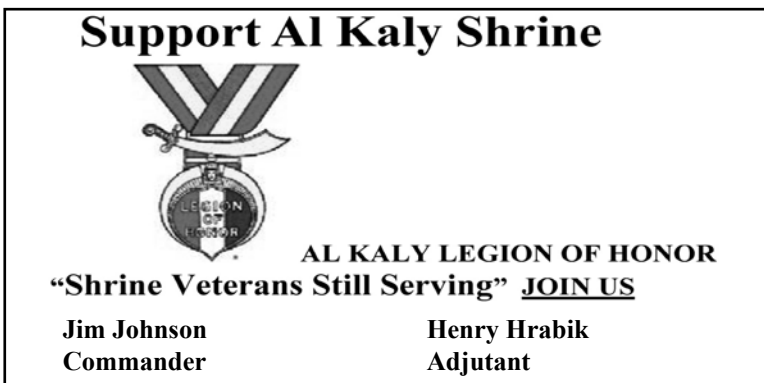 Support Al Kaly Shrine
LEGION
OF
HONOR
AL KALY LEGION OF HONOR
“Shrine Veterans Still Serving” JOIN US
Jim Johnson Henry Hrabik
Commander Adjutant